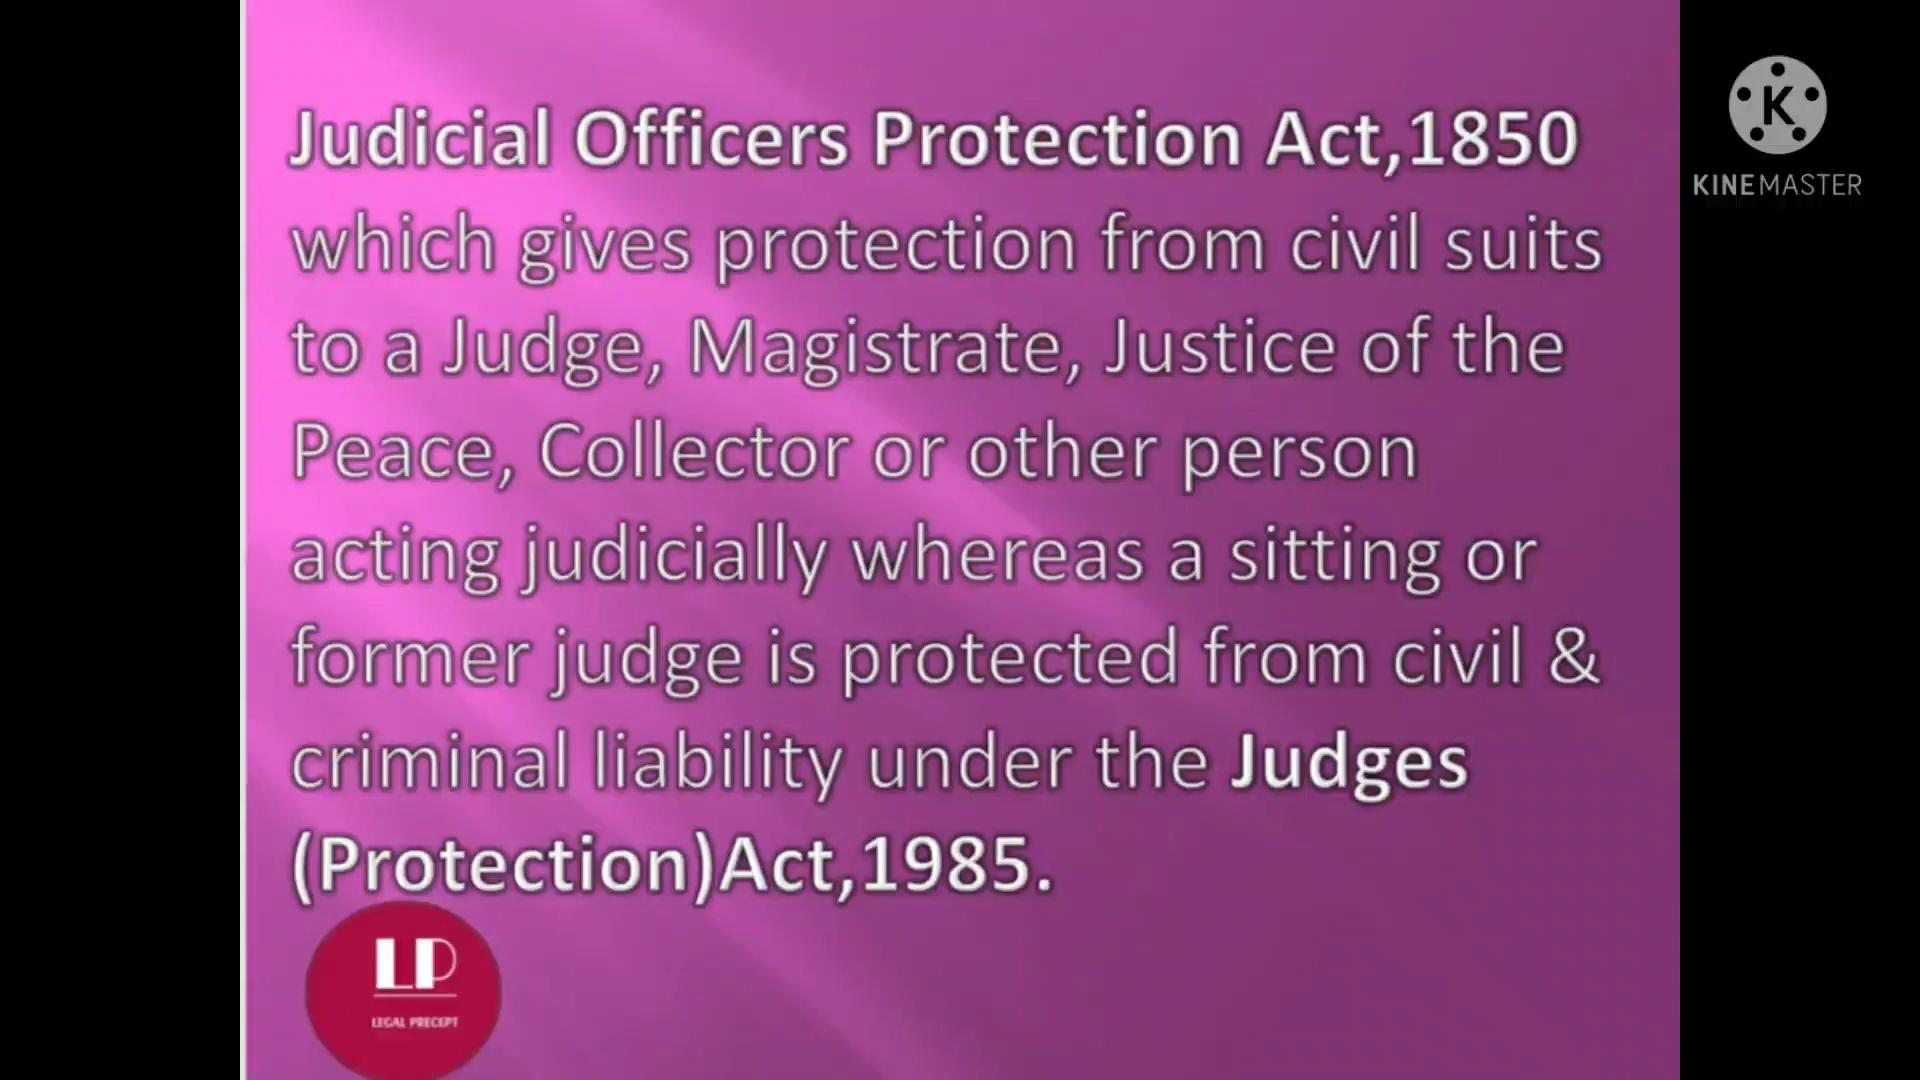 Judicial Officers Protection Act,1850
which gives protection from civil suits
to a Judge, Magistrate, Justice of the
Peace, Collector or other person
acting judicially whereas a sitting or
former judge is protected from civil &
criminal liability under the Judges
(Protection)Act,1985.
LP
LEGAL PRECEPT
K
KINEMASTER